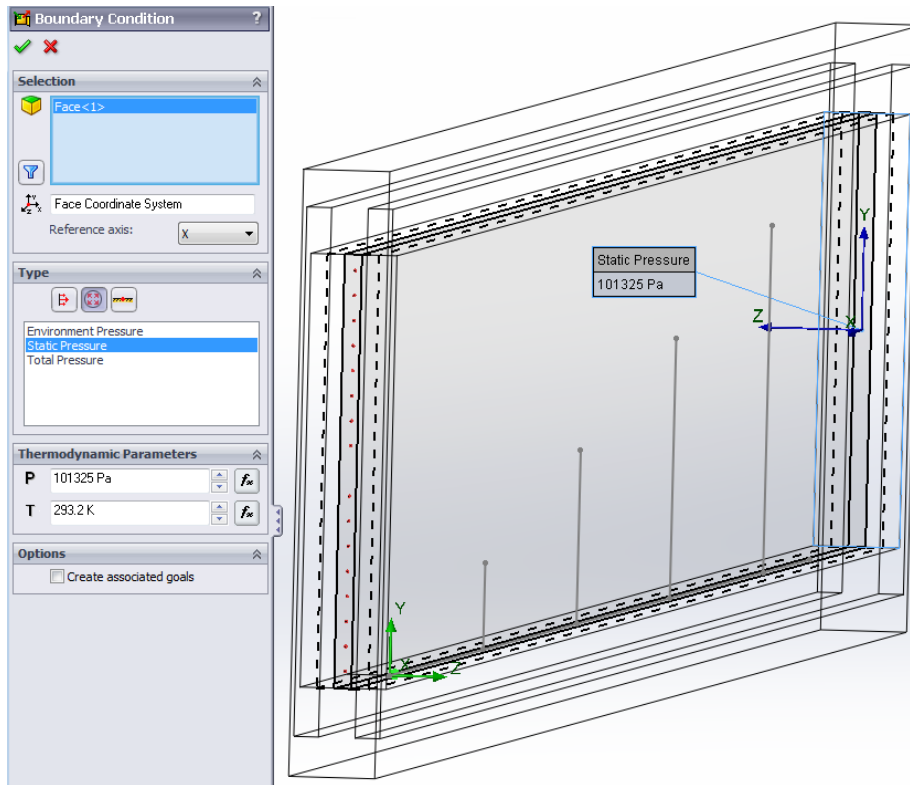 Boundary Condition ?
Selection
Face<1>
Face Coordinate System
Reference axis: X
Type
Environment Pressure
Static Pressure
Total Pressure
Thermodynamic Parameters
P 101325 Pa
T 293.2 K
Options
Create associated goals
Static Pressure
101325 Pa
Y
Z X
Y
X Z